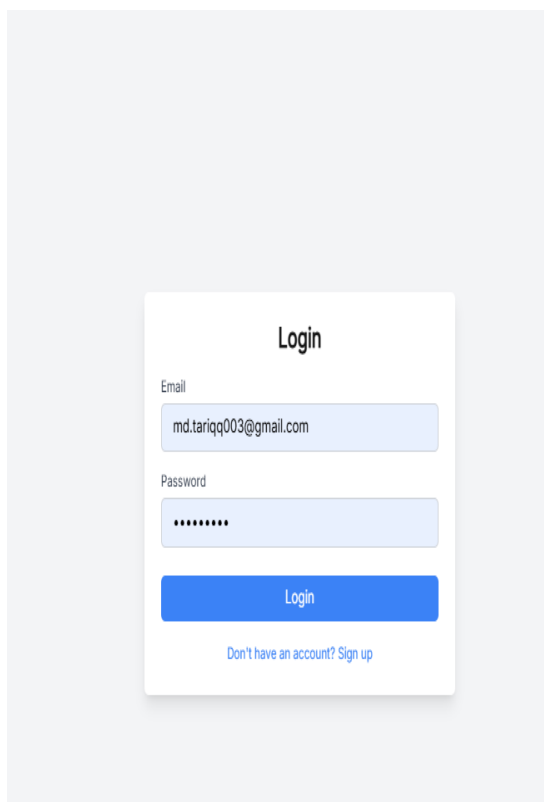 Login
Email
md.tariqq003@gmail.com
Password
•••••••••
Login
Don't have an account? Sign up